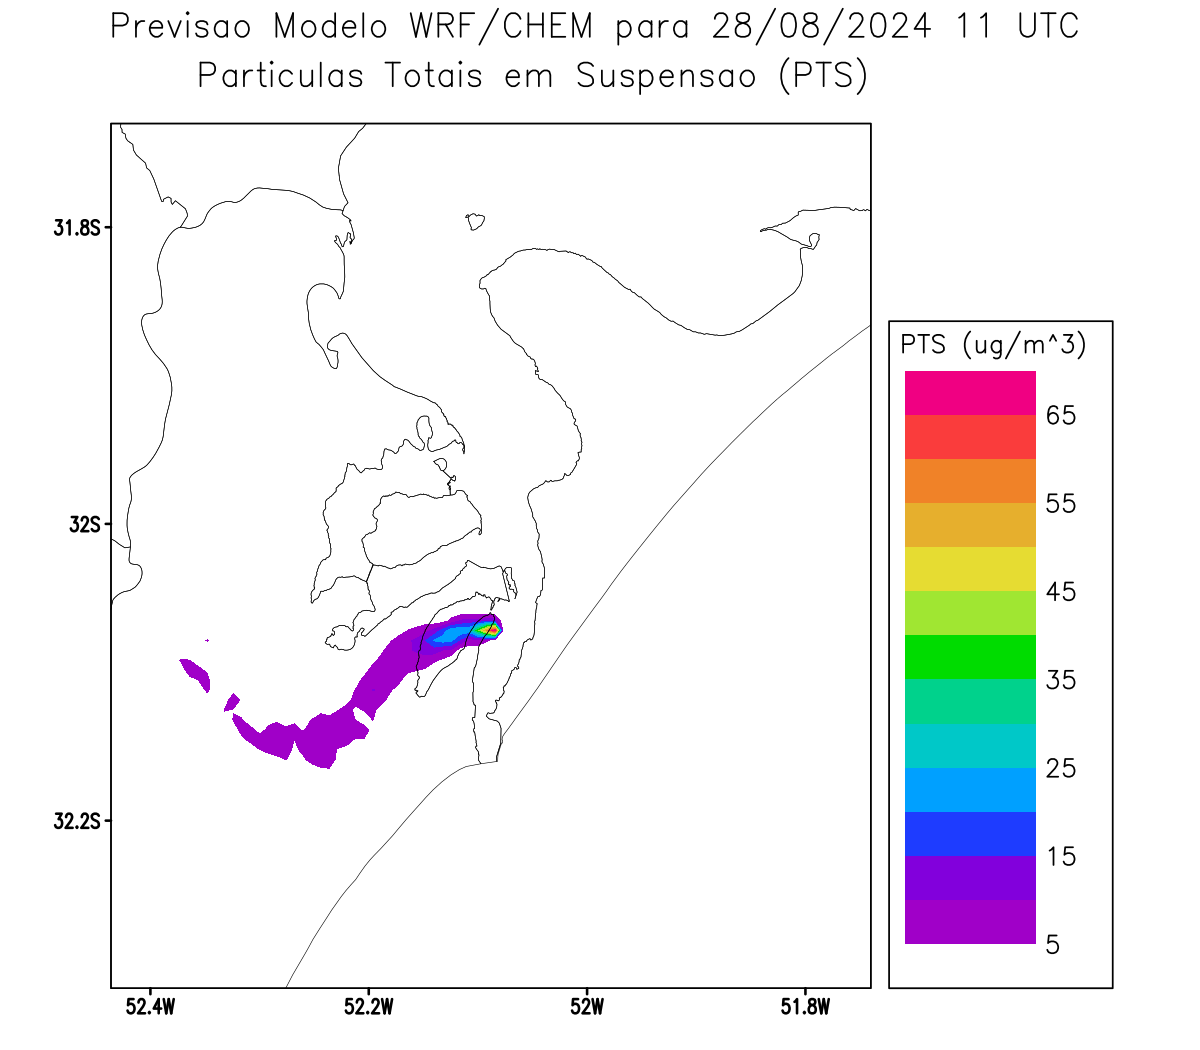 Previsao Modelo WRF/CHEM para 28/08/2024 11 UTC
Particulas Totais em Suspensao (PTS)
31.8S
32S
32.2S
52.4W
52.2W
52W
51.8W
PTS (ug/m^3)
65
55
45
35
25
15
5